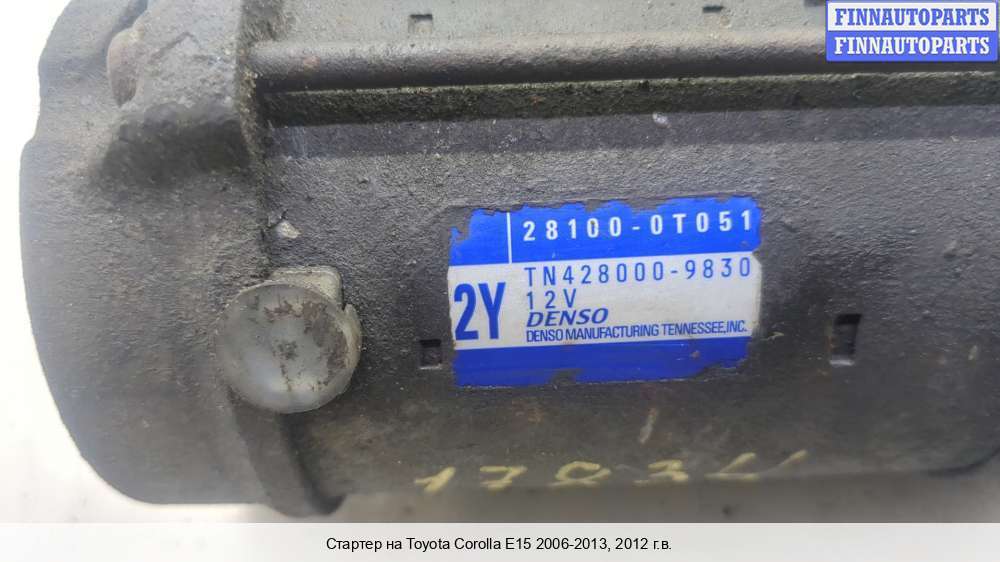 FINNAUTOPARTS
FINNAUTOPARTS
28100-0T051
TN428000-9830
12V
2Y
DENSO
DENSO MANUFACTURING TENNESSEE,INC.
Стартер на Toyota Corolla E15 2006-2013, 2012 г.в.